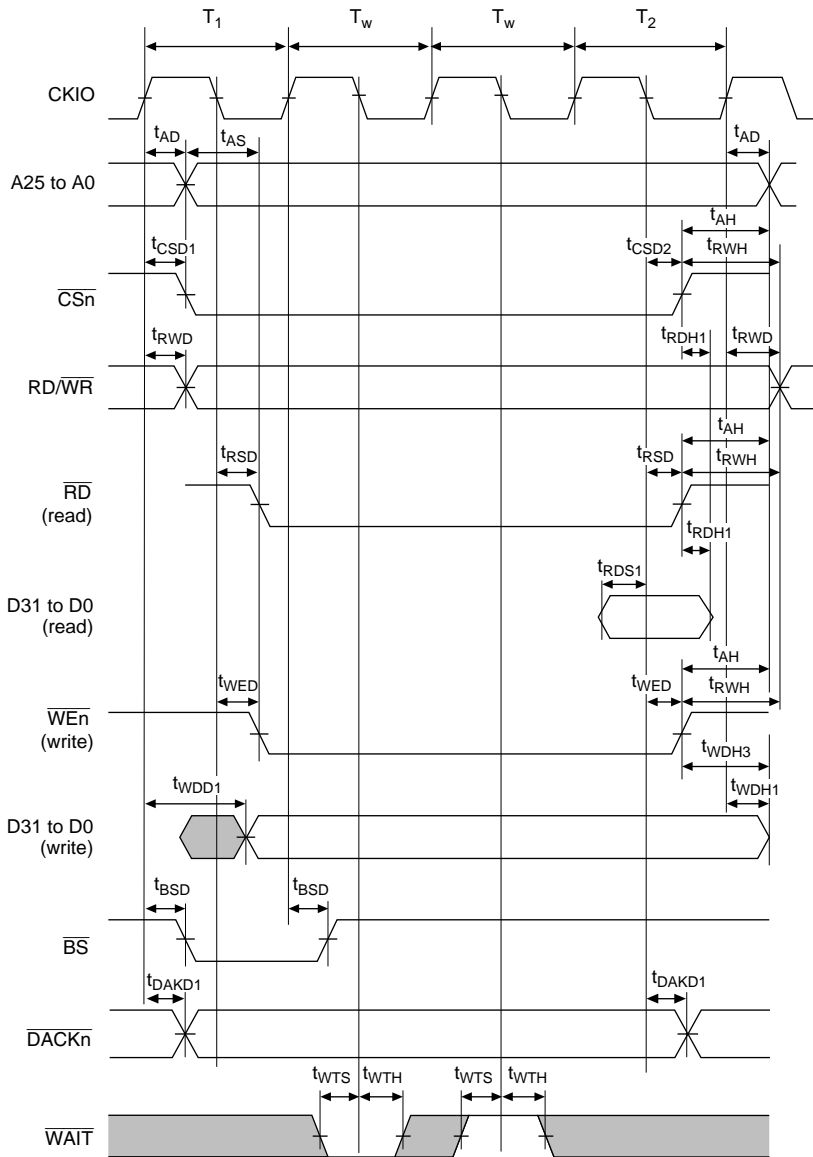 T1 Tw Tw T2
CKIO
tAD tAS tAD
A25 to A0
tAH
tCSD1 tCSD2 tRWH
CSn
tRWD tRDH1 tRWD
RD/WR
tAH
tRSD tRSD tRWH
RD
(read)
tRDH1
tRDS1
D31 to D0
(read)
tAH
tWED tWED tRWH
WEn
(write)
tWDH3
tWDD1 tWDH1
D31 to D0
(write)
tBSD tBSD
BS
tDAKD1 tDAKD1
DACKn
tWTS tWTH tWTS tWTH
WAIT